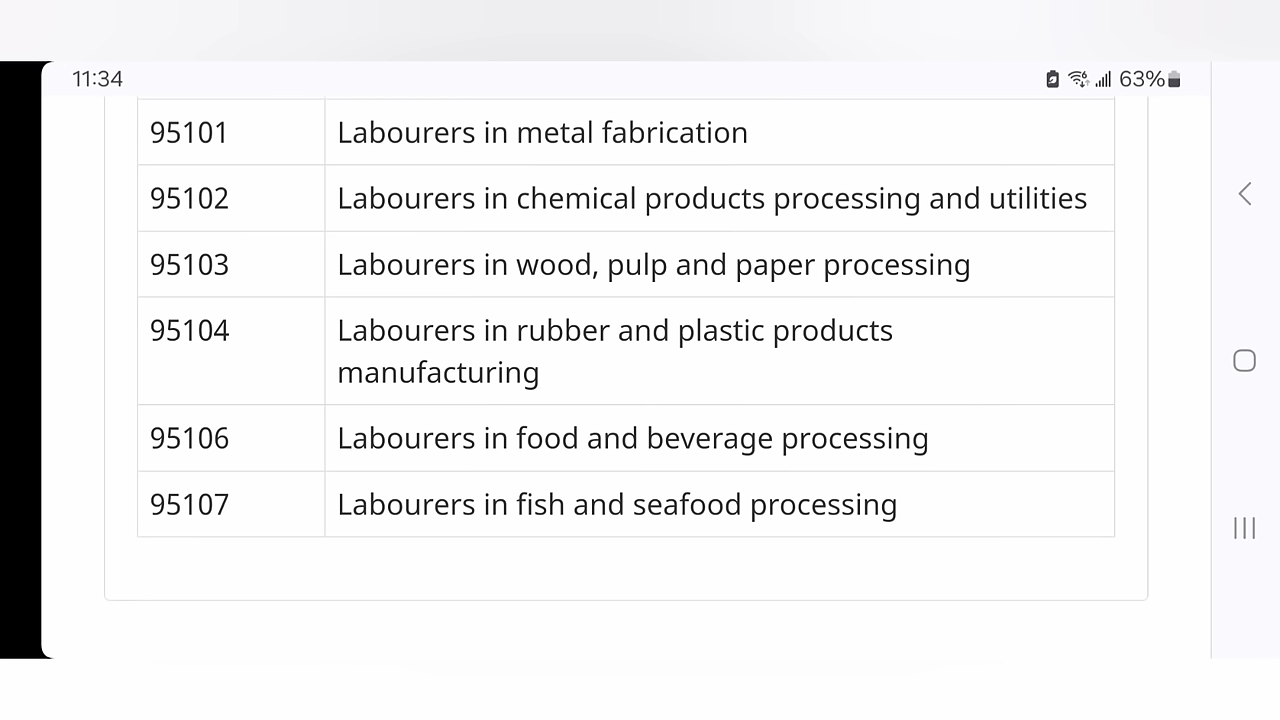 11:34
63%
95101 Labourers in metal fabrication
95102 Labourers in chemical products processing and utilities
95103 Labourers in wood, pulp and paper processing
95104 Labourers in rubber and plastic products
manufacturing
95106 Labourers in food and beverage processing
95107 Labourers in fish and seafood processing